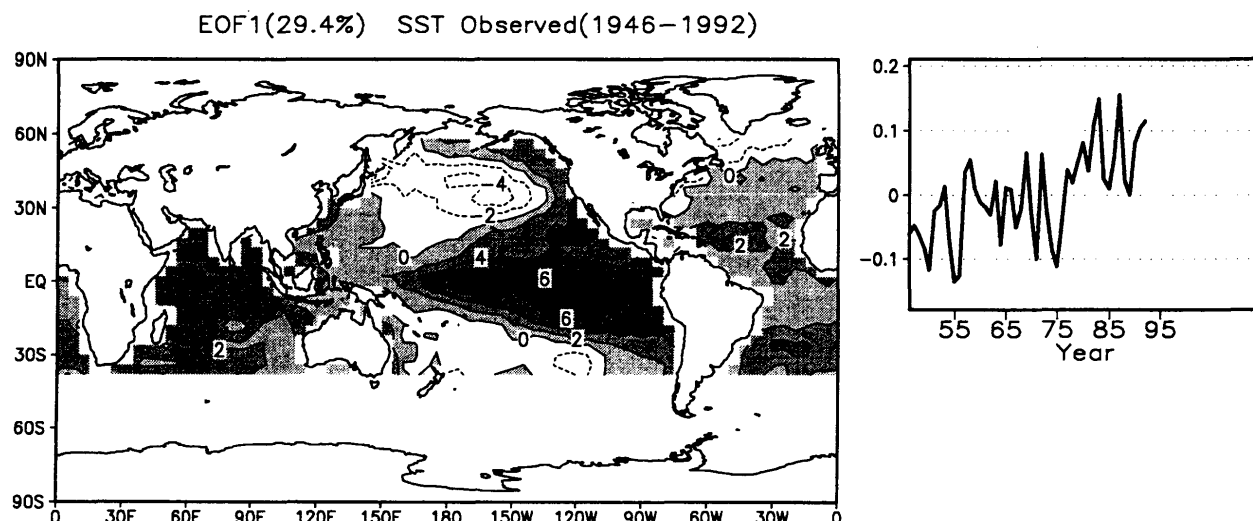 EOF1(29.4%) SST Observed(1946-1992)
90N
60N
30N
EQ
30S
60S
90S
0 30E 60E 90E 120E 150E 180 150W 120W 90W 60W 30W 0
4
2
0
4
6
6
0
2
2
0
2
2
0.2
0.1
0
-0.1
55 65 75 85 95
Year